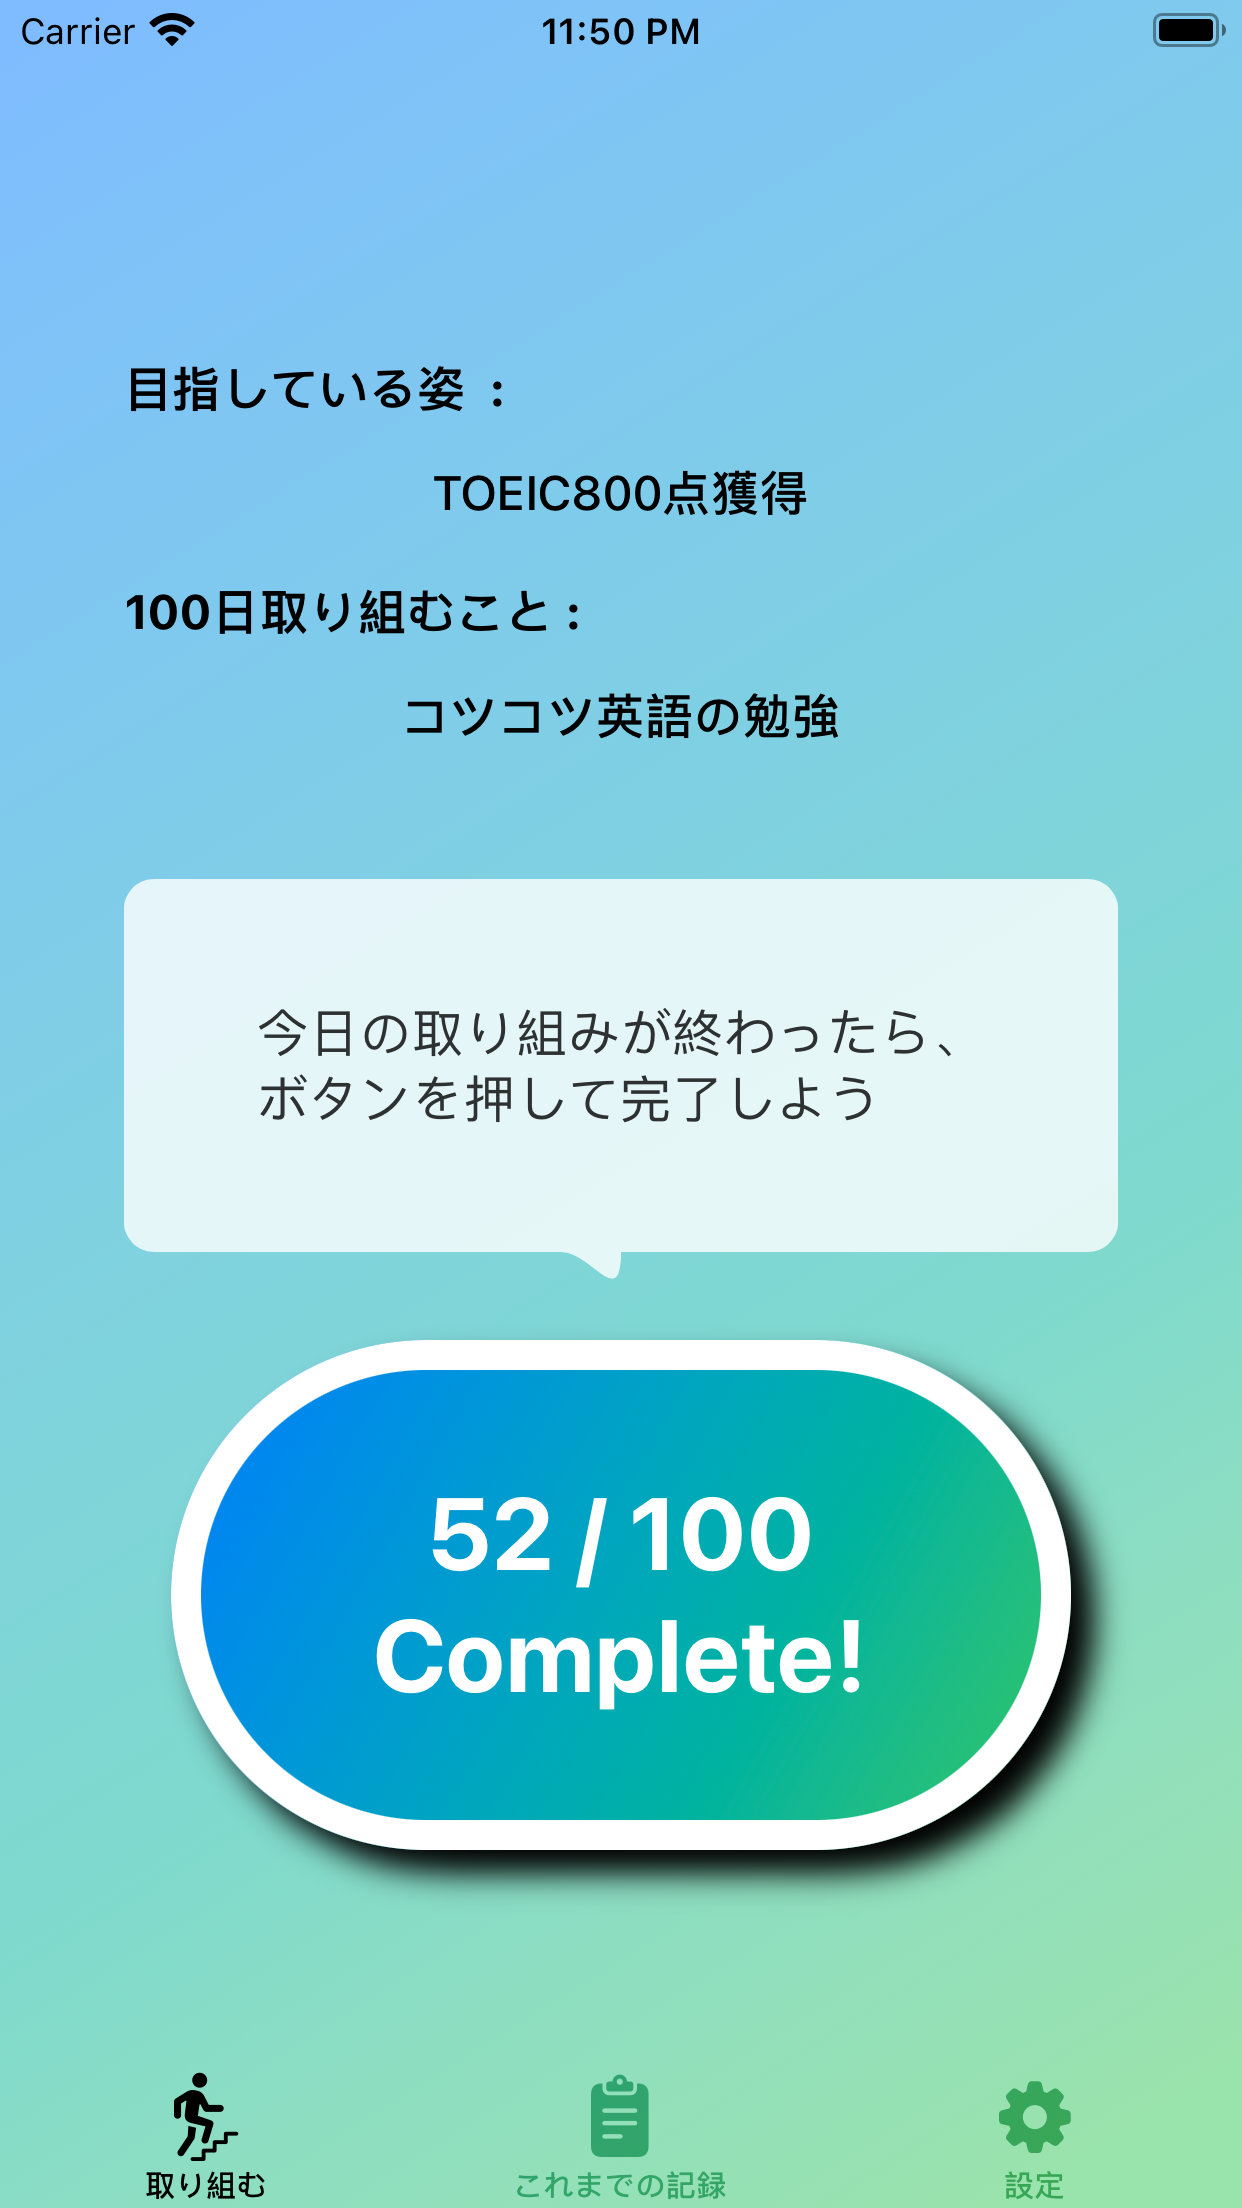 Carrier 11:50 PM
目指している姿 :
TOEIC800点獲得
100日取り組むこと :
コツコツ英語の勉強
今日の取り組みが終わったら、
ボタンを押して完了しよう
52 / 100
Complete!
取り組む これまでの記録 設定